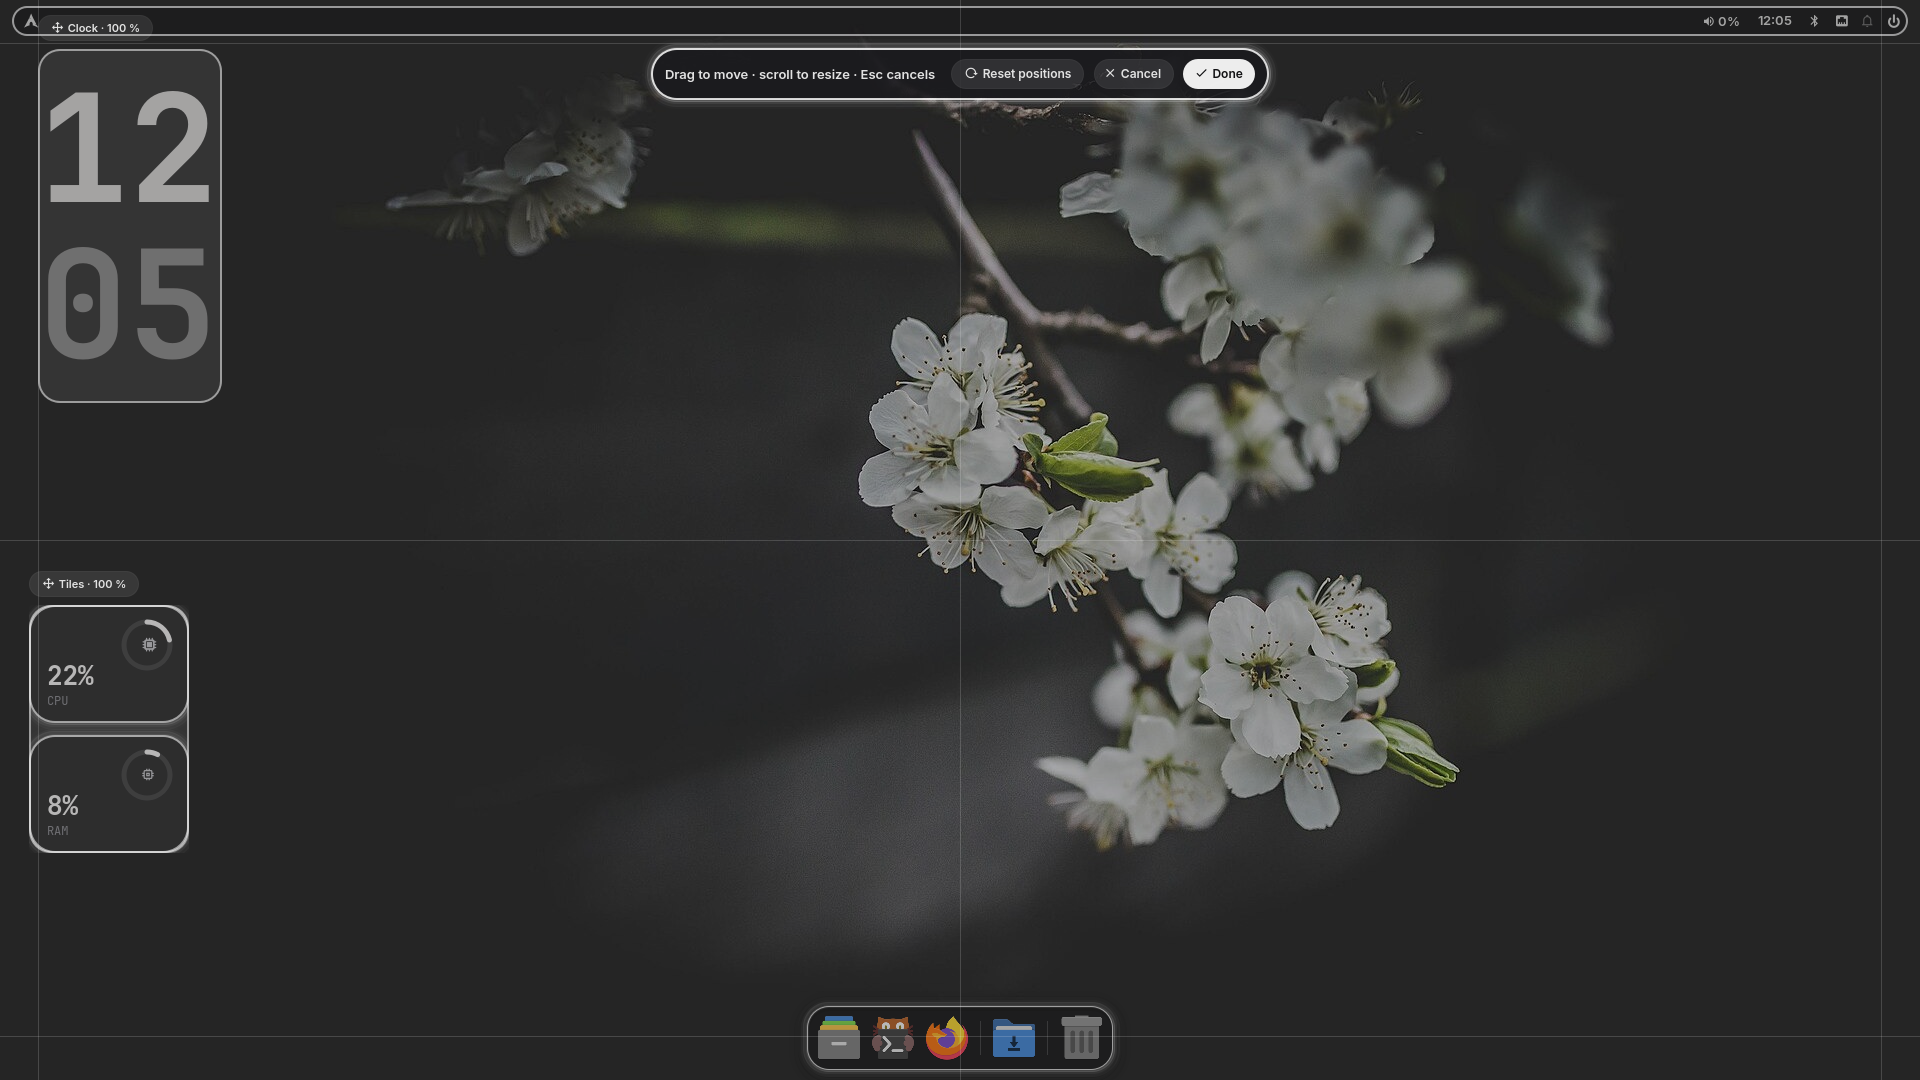 Clock · 100 %
0%
12:05
Drag to move · scroll to resize · Esc cancels
Reset positions
Cancel
Done
12
05
Tiles · 100 %
22%
CPU
8%
RAM